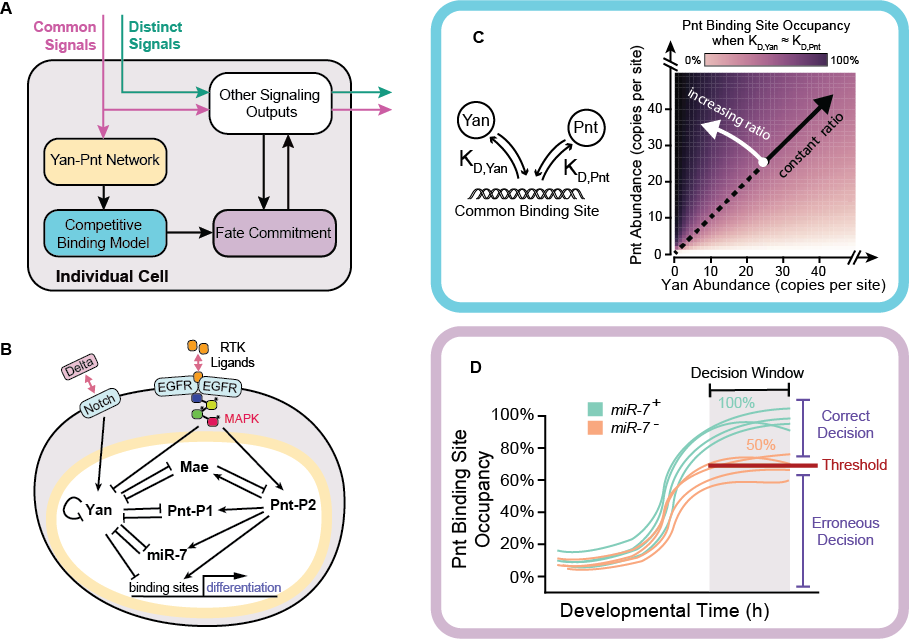 A
Common
Signals
Distinct
Signals
Other Signaling
Outputs
Yan-Pnt Network
Competitive
Binding Model
Fate Commitment
Individual Cell
B
Delta
Notch
RTK
Ligands
EGFR
EGFR
MAPK
Mae
Yan
Pnt-P1
Pnt-P2
miR-7
binding sites
differentiation
C
Yan
Pnt
K D,Yan
K D,Pnt
Common Binding Site
Pnt Binding Site Occupancy
when K D,Yan ≈ K D,Pnt
0%
100%
increasing ratio
constant ratio
Pnt Abundance (copies per site)
40
30
20
10
0
0 10 20 30 40
Yan Abundance (copies per site)
D
Decision Window
miR-7 +
miR-7 -
100%
50%
Correct
Decision
Threshold
Erroneous
Decision
Pnt Binding Site
Occupancy
100%
80%
60%
40%
20%
0%
Developmental Time (h)